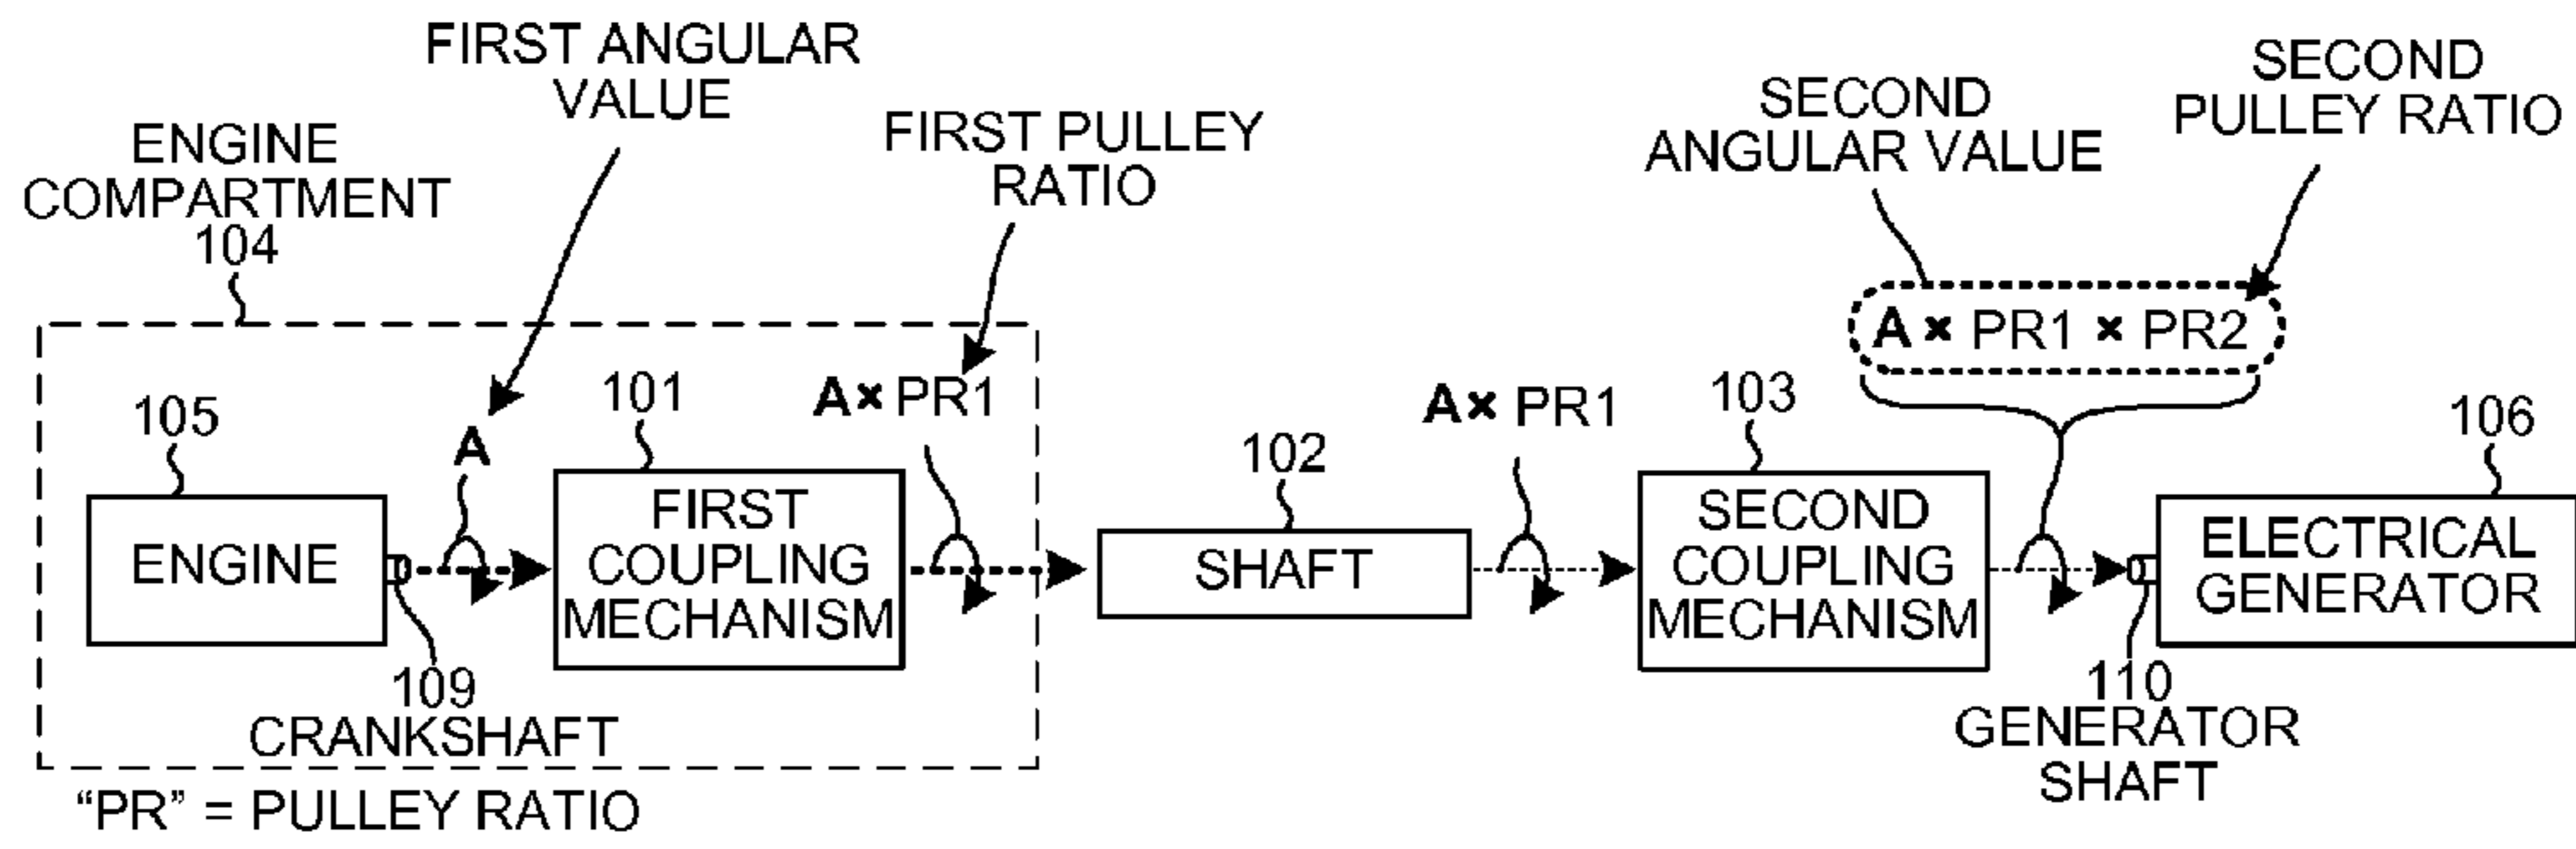 FIRST ANGULAR
VALUE
ENGINE
COMPARTMENT
104
FIRST PULLEY
RATIO
SECOND
ANGULAR VALUE
SECOND
PULLEY RATIO
A × PR1 × PR2
105
A
101
A× PR1
102
A× PR1
103
106
ENGINE
FIRST
COUPLING
MECHANISM
SHAFT
SECOND
COUPLING
MECHANISM
ELECTRICAL
GENERATOR
109
CRANKSHAFT
110
GENERATOR
SHAFT
“PR” = PULLEY RATIO